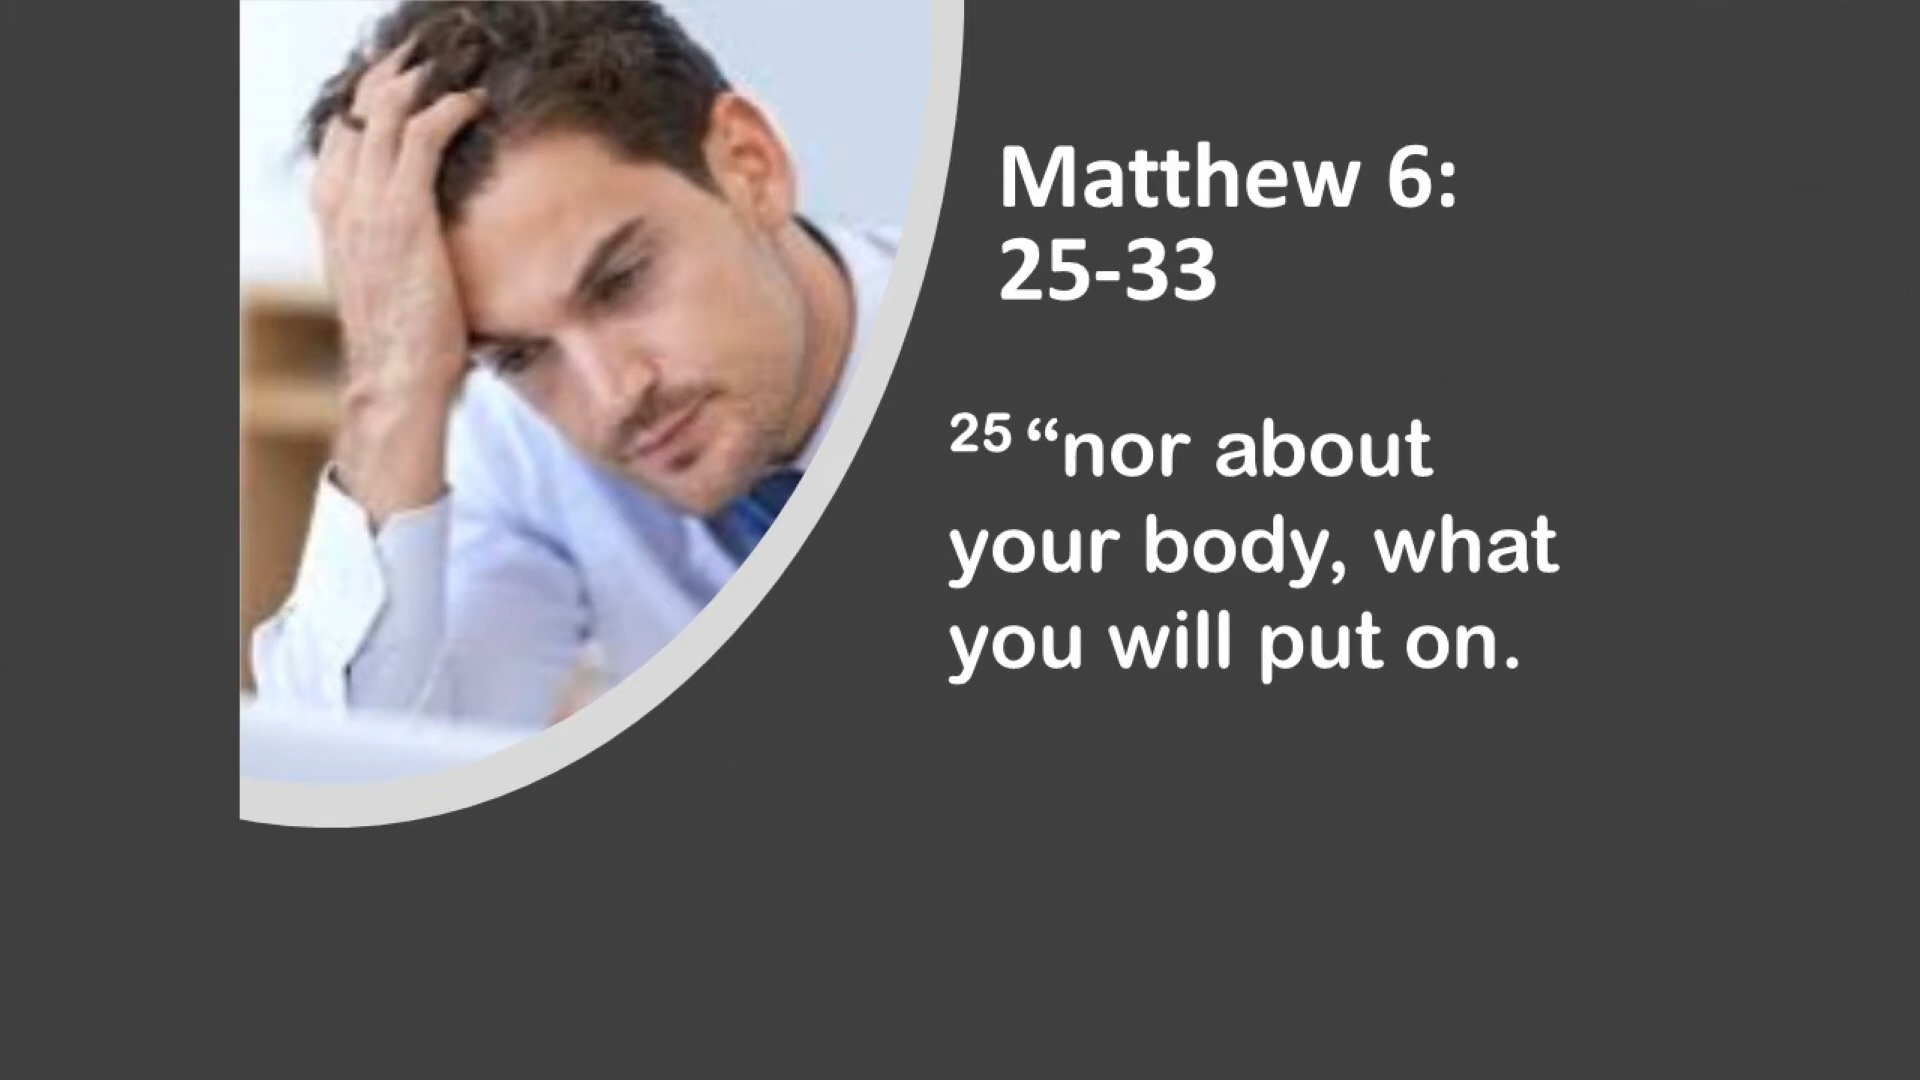 Matthew 6:
25-33
25 “nor about
your body, what
you will put on.